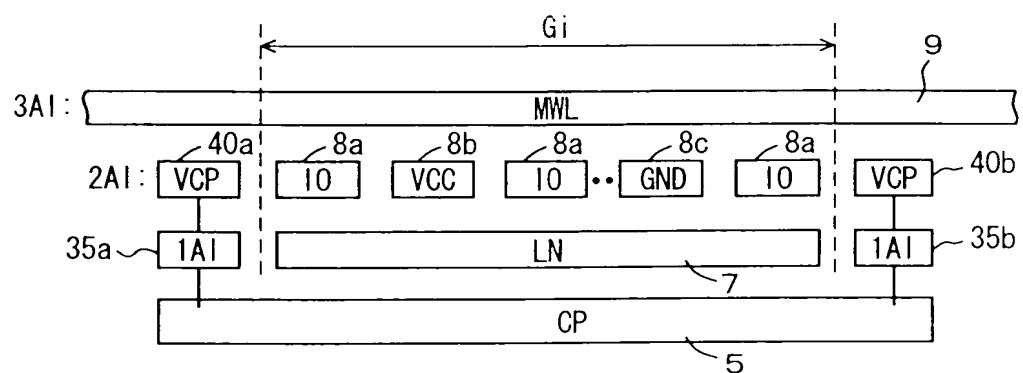 Gi
9
3Al: MWL
40a 8a 8b 8a 8c 8a
2Al: VCP IO VCC IO •• GND IO VCP 40b
35a 1Al LN 1Al 35b
7
CP
5